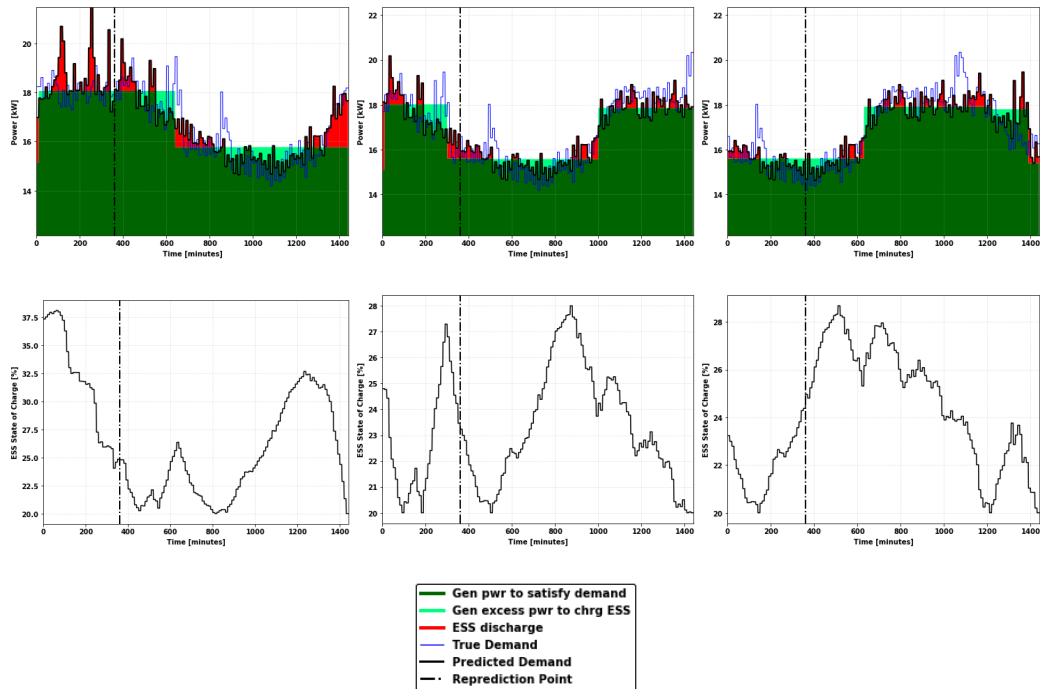 22
22
20
20
20
Power [kW]
18
Power [kW]
18
Power [kW]
18
16
16
16
14
14
14
0 200 400 600 800 1000 1200 1400
0 200 400 600 800 1000 1200 1400
0 200 400 600 800 1000 1200 1400
Time [minutes]
Time [minutes]
Time [minutes]
37.5
35.0
32.5
30.0
27.5
25.0
22.5
20.0
ESS State of Charge [%]
28
27
26
25
24
23
22
21
20
ESS State of Charge [%]
28
26
24
22
20
ESS State of Charge [%]
0 200 400 600 800 1000 1200 1400
0 200 400 600 800 1000 1200 1400
0 200 400 600 800 1000 1200 1400
Time [minutes]
Time [minutes]
Time [minutes]
Gen pwr to satisfy demand
Gen excess pwr to chrg ESS
ESS discharge
True Demand
Predicted Demand
Reprediction Point